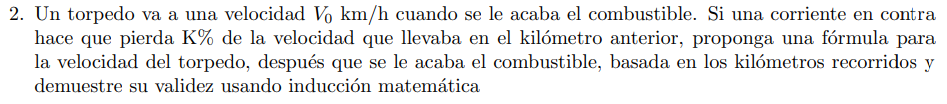 2. Un torpedo va a una velocidad V₀ km/h cuando se le acaba el combustible. Si una corriente en contra
hace que pierda K% de la velocidad que llevaba en el kilómetro anterior, proponga una fórmula para
la velocidad del torpedo, después que se le acaba el combustible, basada en los kilómetros recorridos y
demuestre su validez usando inducción matemática